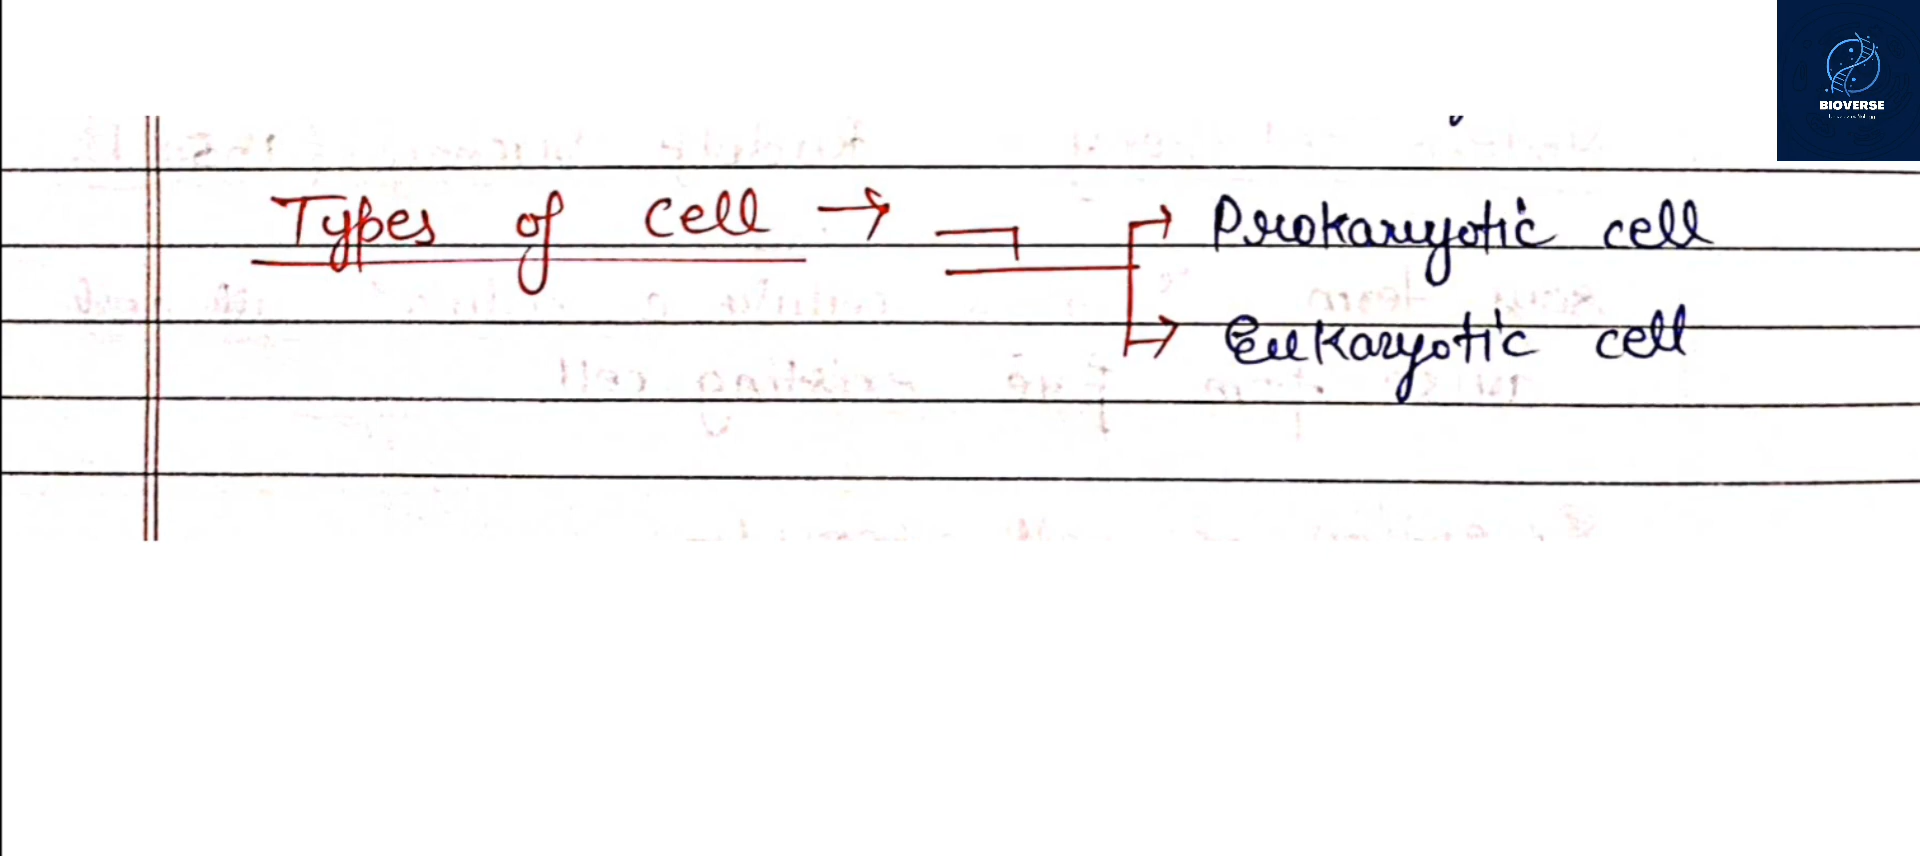 BIOVERSE
Types of cell → Prokaryotic cell
Eukaryotic cell